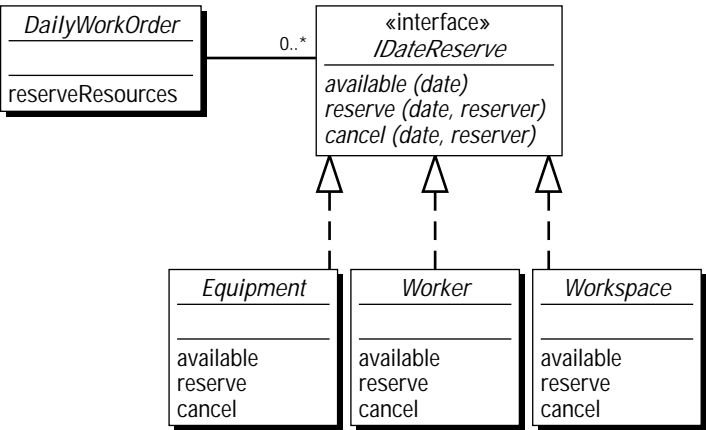 DailyWorkOrder
reserveResources
0..*
«interface»
IDateReserve
available (date)
reserve (date, reserver)
cancel (date, reserver)
Equipment
available
reserve
cancel
Worker
available
reserve
cancel
Workspace
available
reserve
cancel